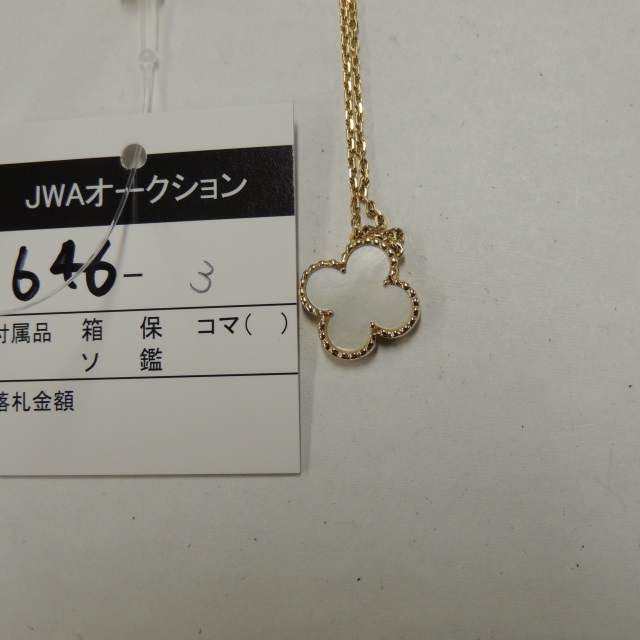 JWAオークション
646-3
付属品 箱 保 コマ( )
ソ 鑑
落札金額